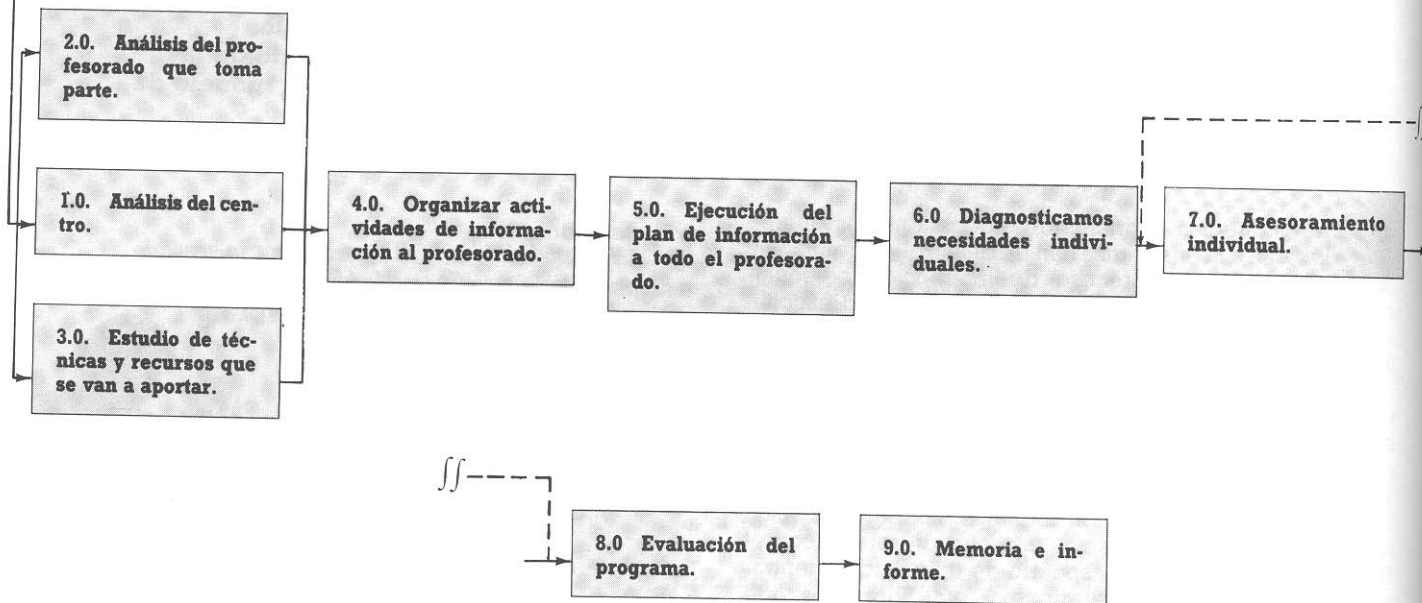 2.0. Análisis del pro-
fesorado que toma
parte.
1.0. Análisis del cen-
tro.
3.0. Estudio de téc-
nicas y recursos que
se van a aportar.
4.0. Organizar acti-
vidades de informa-
ción al profesorado.
5.0. Ejecución del
plan de información
a todo el profesora-
do.
6.0 Diagnosticamos
necesidades indivi-
duales.
7.0. Asesoramiento
individual.
∫∫
8.0 Evaluación del
programa.
9.0. Memoria e in-
forme.